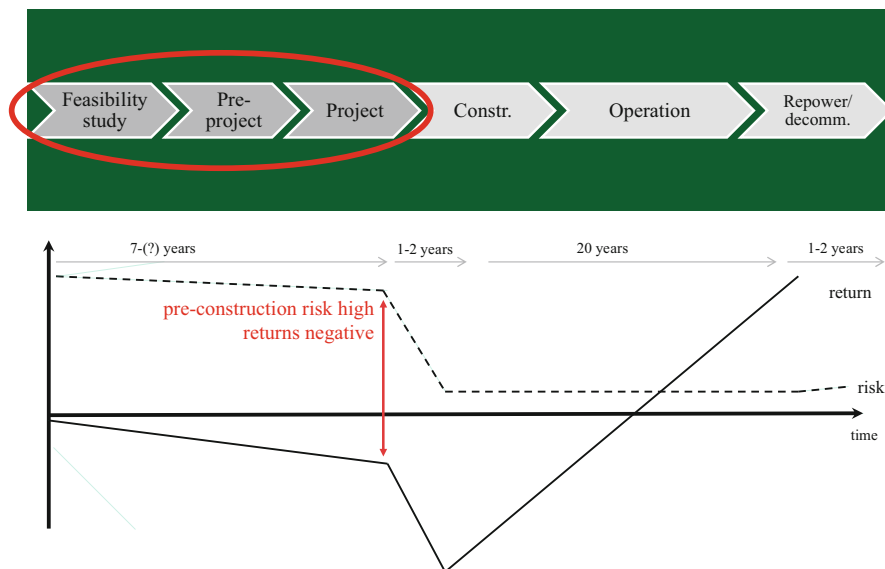 Feasibility
study
Pre-
project
Project
Constr.
Operation
Repower/
decomm.
7-(?) years
1-2 years
20 years
1-2 years
return
pre-construction risk high
returns negative
risk
time